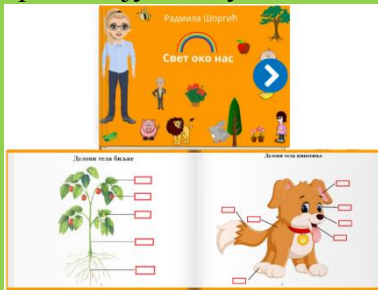 Радмила Шоргић
Свет око нас
Делови тела биљке
Делови тела животиње